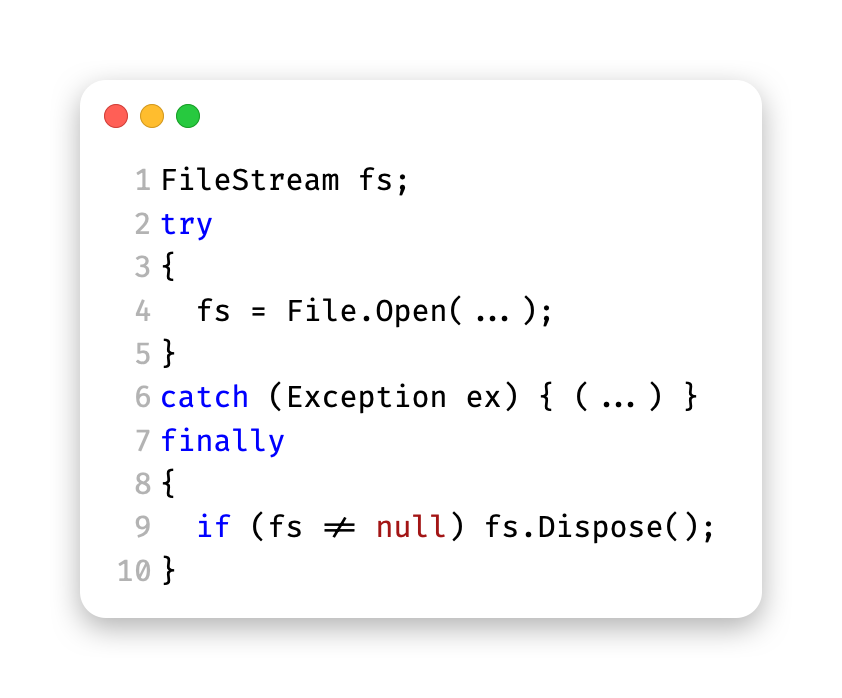 1 FileStream fs;
2 try
3 {
4   fs = File.Open(...);
5 }
6 catch (Exception ex) { (...) }
7 finally
8 {
9   if (fs != null) fs.Dispose();
10 }